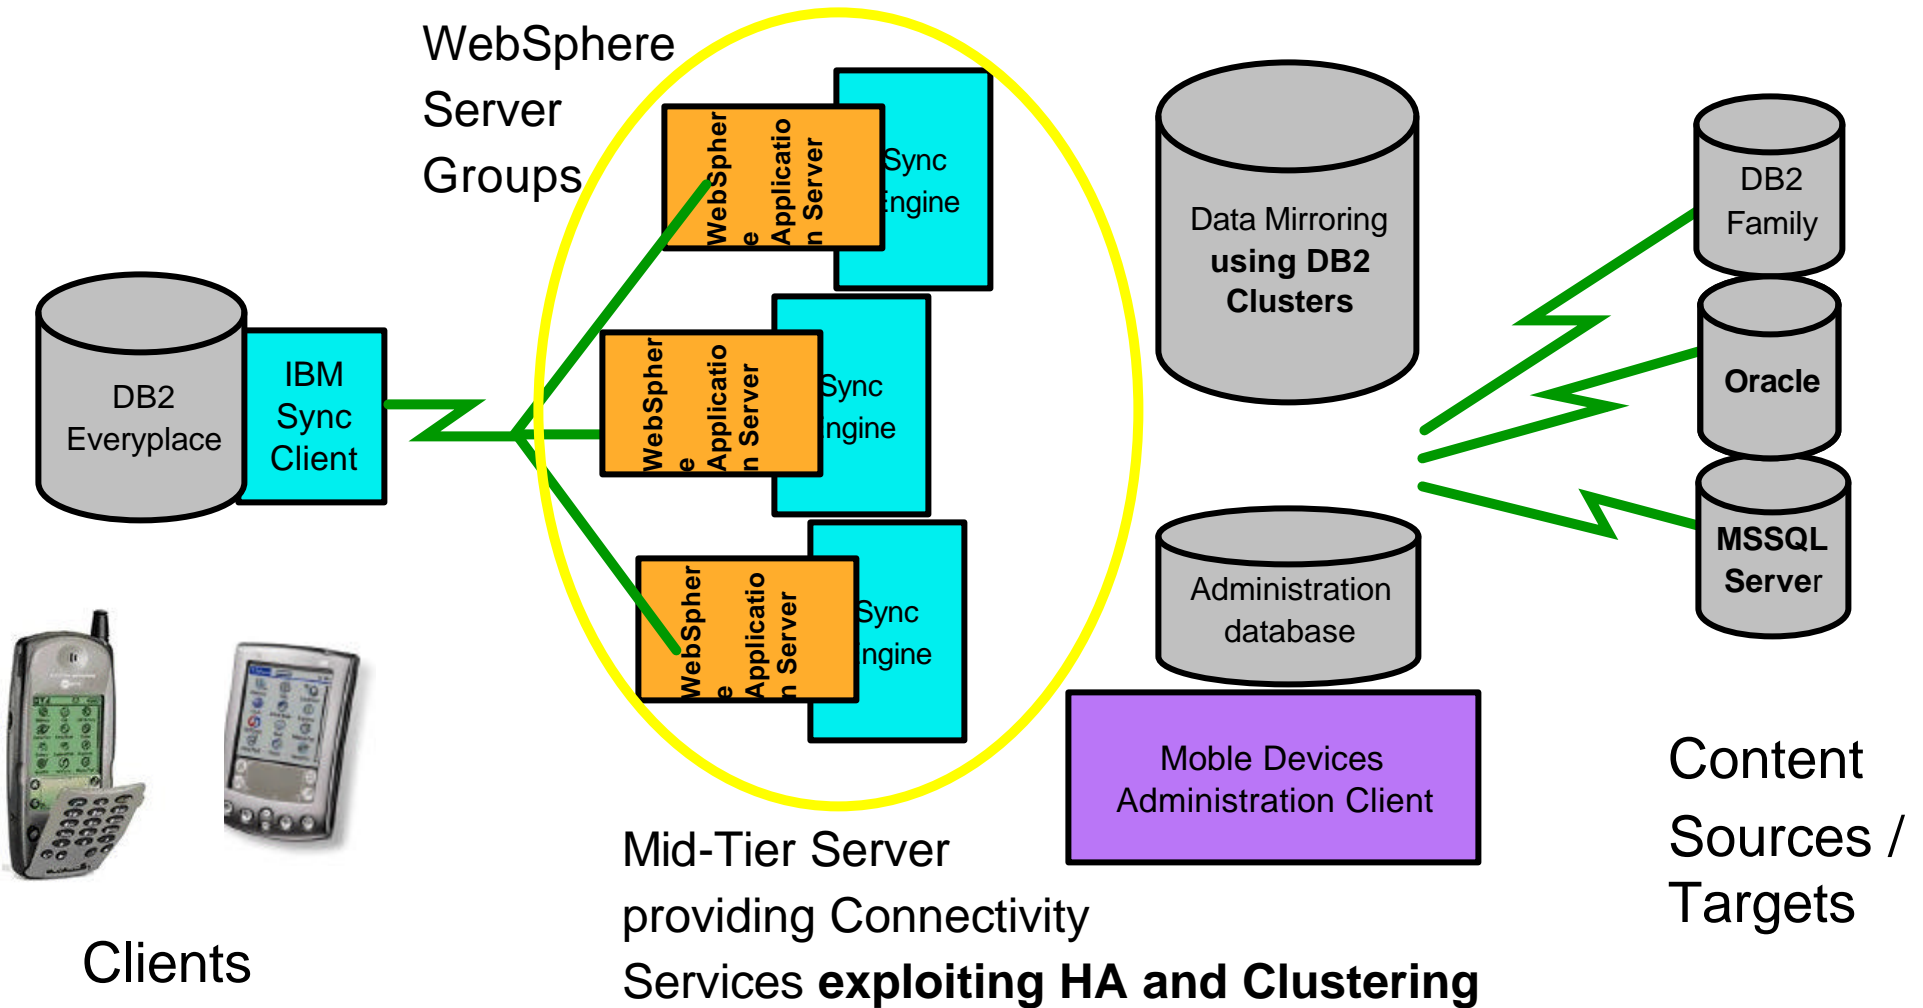 WebSphere
Server
Groups
WebSpher
e
Applicatio
n Server
Sync
Engine
WebSpher
e
Applicatio
n Server
Sync
Engine
WebSpher
e
Applicatio
n Server
Sync
Engine
DB2
Everyplace
IBM
Sync
Client
Data Mirroring
using DB2
Clusters
Administration
database
Moble Devices
Administration Client
DB2
Family
Oracle
MSSQL
Server
Clients
Mid-Tier Server
providing Connectivity
Services exploiting HA and Clustering
Content
Sources /
Targets